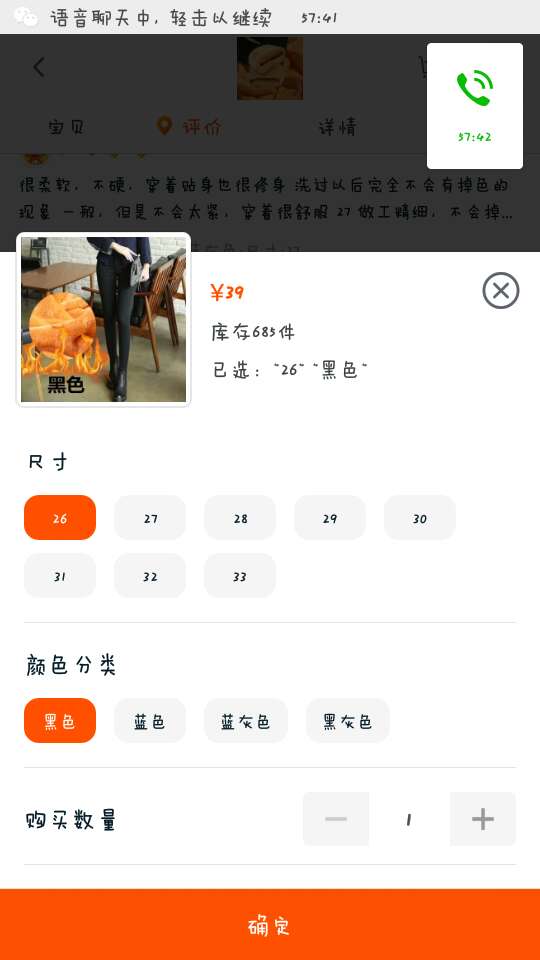 语音聊天中，轻击以继续 57:41
57:42
宝贝 评价 详情
很柔软，不硬，穿着贴身也很修身 洗过以后完全不会有掉色的
现象 一般，但是不会太紧，穿着很舒服 27 做工精细，不会掉...
¥39
库存685件
已选："26" "黑色"
黑色
尺寸
26 27 28 29 30
31 32 33
颜色分类
黑色 蓝色 蓝灰色 黑灰色
购买数量 1
确定